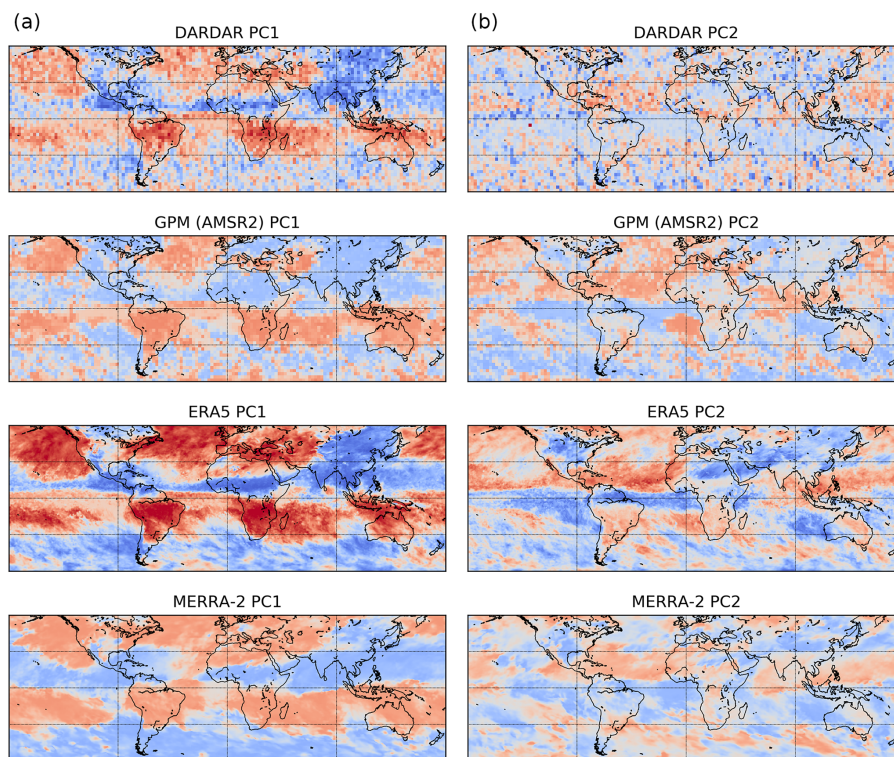 (a)
(b)
DARDAR PC1
DARDAR PC2
GPM (AMSR2) PC1
GPM (AMSR2) PC2
ERA5 PC1
ERA5 PC2
MERRA-2 PC1
MERRA-2 PC2